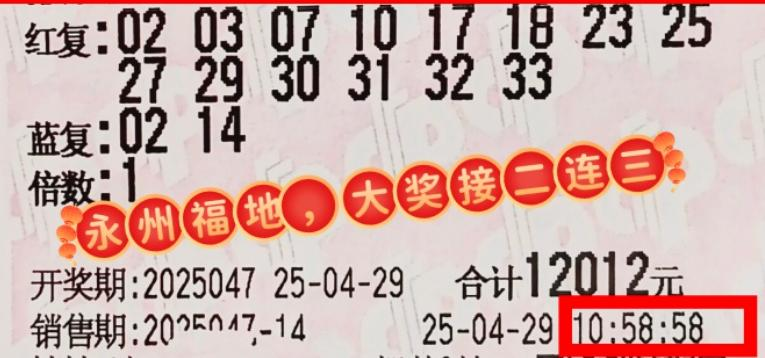 红复:02 03 07 10 17 18 23 25
27 29 30 31 32 33
蓝复:02 14
倍数:1
永州福地，大奖接二连三
开奖期:2025047 25-04-29 合计12012元
销售期:2025047-14 25-04-29 10:58:58